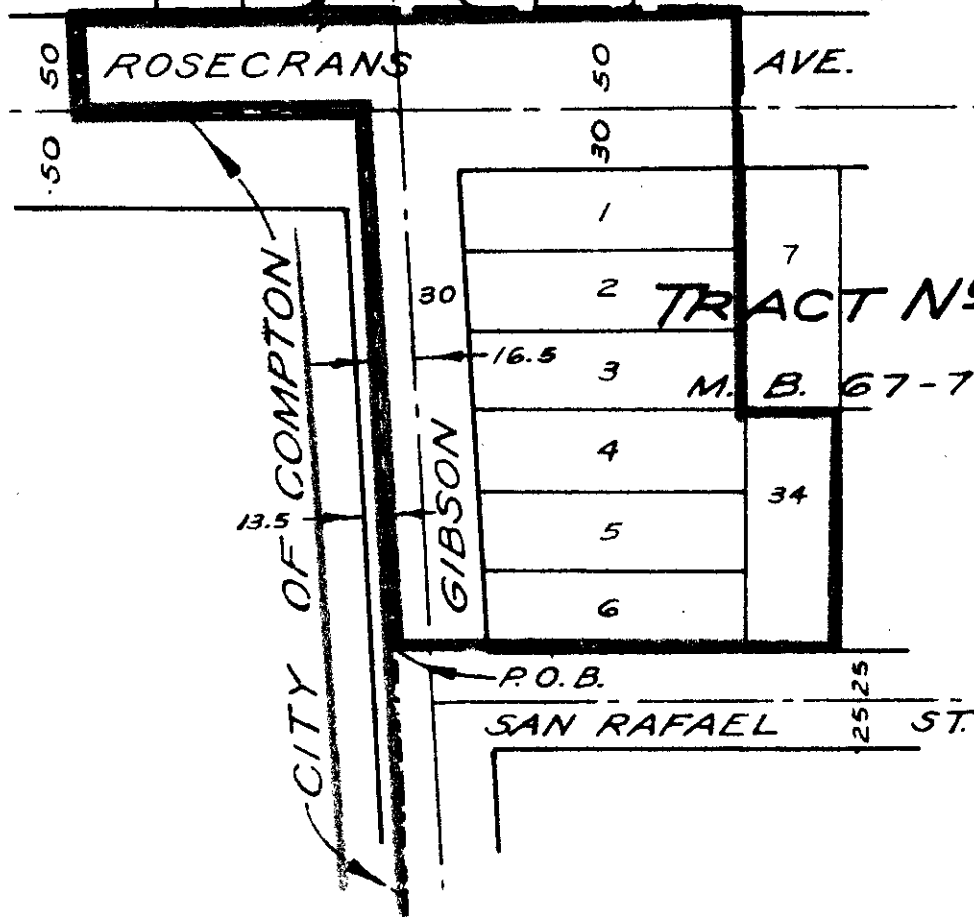 50
ROSECRANS
50
AVE.
50
30
1
7
30
2
TRACT Nº
16.5
3
M. B. 67-7
CITY OF COMPTON
GIBSON
4
34
13.5
5
6
P.O.B.
25
SAN RAFAEL ST.
25